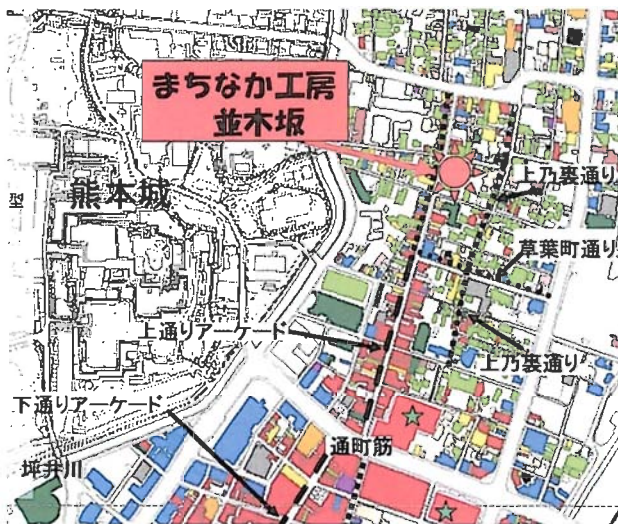 まちなか工房
並木坂
上乃裏通り
熊本城
型
草葉町通り
上通りアーケード
上乃裏通り
下通りアーケード
通町筋
坪井川